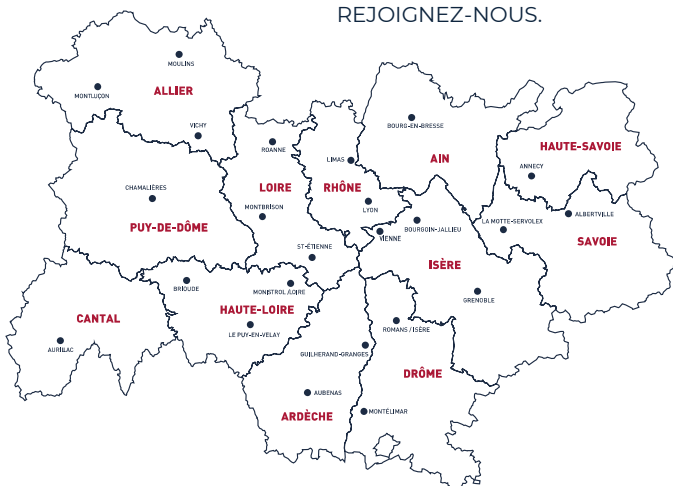 REJOIGNEZ-NOUS.
MOULINS
MONTLUÇON
ALLIER
VICHY
ROANNE
BOURG-EN-BRESSE
LIMAS
AIN
HAUTE-SAVOIE
ANNECY
CHAMALIÈRES
LOIRE
RHÔNE
MONTBRISON
LYON
PUY-DE-DÔME
BOURGOIN-JALLIEU
LA MOTTE-SERVOLEX
ALBERTVILLE
VIENNE
SAVOIE
ST-ÉTIENNE
ISÈRE
BRIOUDE
MONISTROL /LOIRE
GRENOBLE
CANTAL
HAUTE-LOIRE
LE PUY-EN-VELAY
ROMANS / ISÈRE
AURILLAC
GUILHERAND-GRANGES
DRÔME
AUBENAS
ARDÈCHE
MONTÉLIMAR